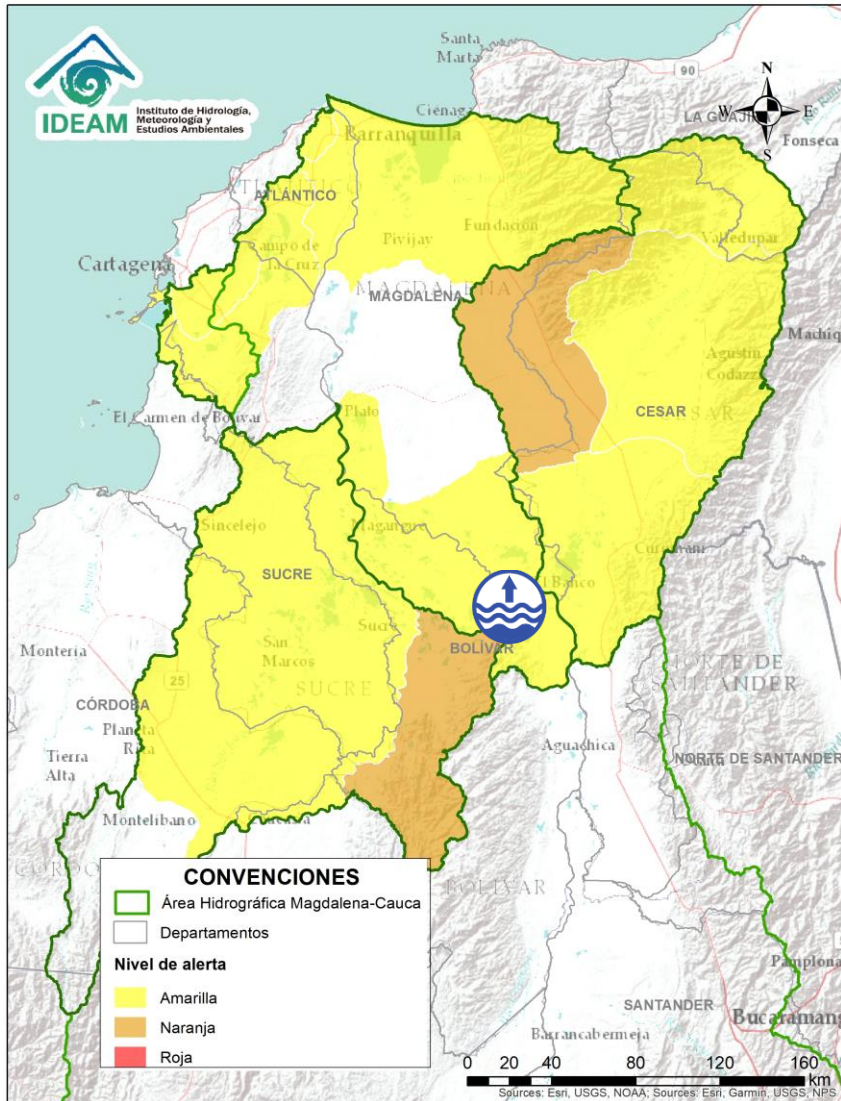 IDEAM
Instituto de Hidrología,
Meteorología y
Estudios Ambientales
Santa
Marta
90
N
W
E
S
Ciénaga
LA GUAJIRA
Fonseca
Barranquilla
ATLÁNTICO
Valledupar
Pivijay
Fundación
Campo de
la Cruz
Cartagena
MAGDALENA
Agustín
Codazzi
El Carmen de Bolívar
Plato
CESAR
Sincelejo
Magangué
SUCRE
El Banco
Sucre
Montería
San
Marcos
BOLÍVAR
25
SUCRE
CÓRDOBA
Planeta
Rica
Tierra
Alta
Aguachica
NORTE DE
SANTANDER
NORTE DE SANTANDER
Montelíbano
BOLÍVAR
CONVENCIONES
Área Hidrográfica Magdalena-Cauca
Departamentos
Nivel de alerta
Amarilla
Naranja
Roja
Pamplona
SANTANDER
Bucaramang
Barrancabermeja
0 20 40 80 120 160
km
Sources: Esri, USGS, NOAA; Sources: Esri, Garmin, USGS, NPS